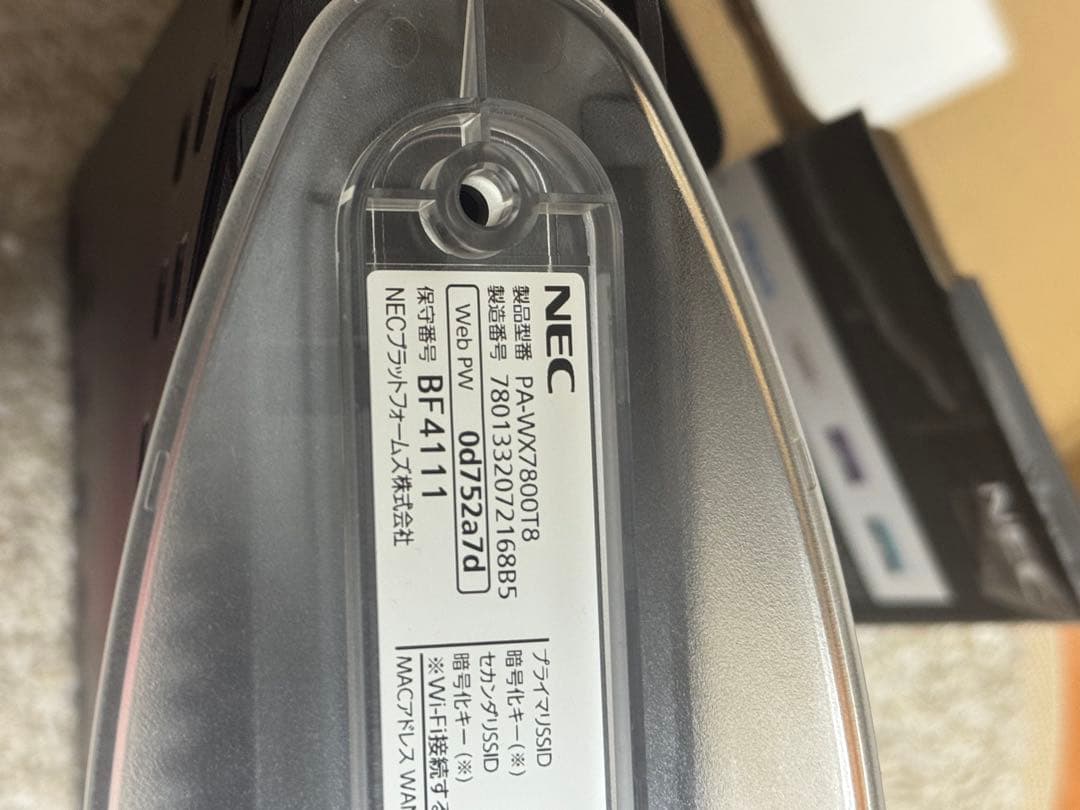 NEC
製品型番 PA-WX7800T8
製造番号 7801332072168B5
Web PW 0d752a7d
保守番号 BF4111
NECプラットフォームズ株式会社
プライマリSSID
暗号化キー(※)
セカンダリSSID
暗号化キー(※)
※Wi-Fi接続する
MACアドレス WAN
NEC